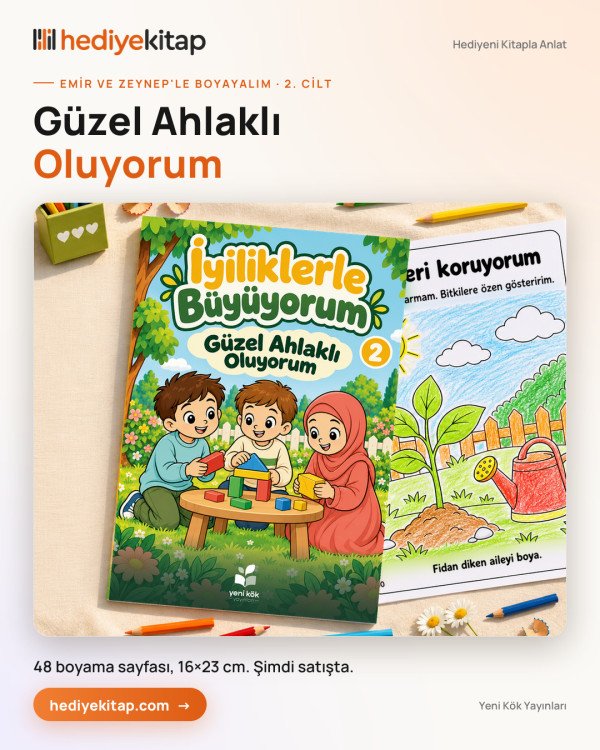 hediyekitap
Hediyeni Kitapla Anlat
EMİR VE ZEYNEP'LE BOYAYALIM · 2. CİLT
Güzel Ahlaklı
Oluyorum
İyiliklerle
Büyüyorum
Güzel Ahlaklı
Oluyorum
2
yeni kök
yayınları
eri koruyorum
armam. Bitkilere özen gösteririm.
Fidan diken aileyi boya.
48 boyama sayfası, 16×23 cm. Şimdi satışta.
hediyekitap.com →
Yeni Kök Yayınları